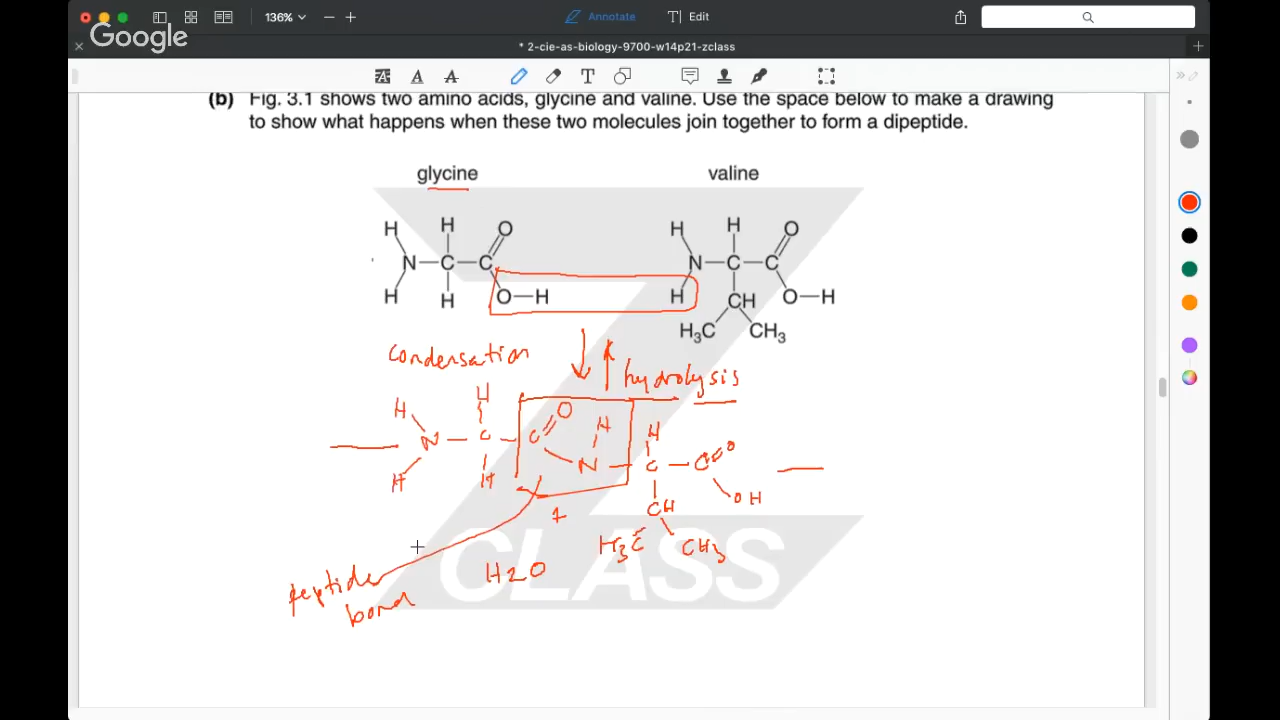 136%
Annotate
Edit
Google
* 2-cie-as-biology-9700-w14p21-zclass
(b) Fig. 3.1 shows two amino acids, glycine and valine. Use the space below to make a drawing
to show what happens when these two molecules join together to form a dipeptide.
glycine valine
H H O H H O
N C C N C C
H H O H H CH O H
H3C CH3
condensation
hydrolysis
H H O H H
N C C N C C O
H H CH OH
+ H3C CH3
H2O
peptide
bond
CLASS